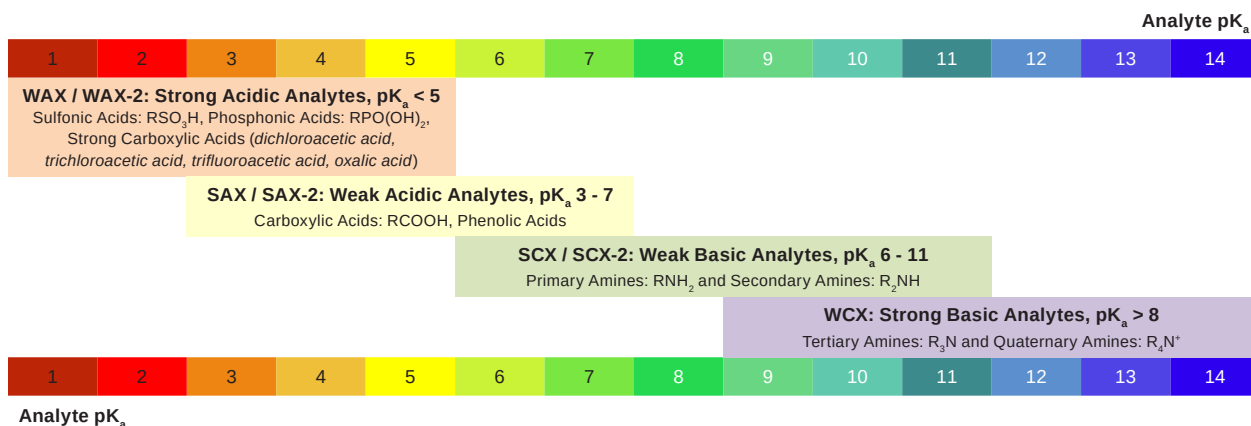 Analyte pKa
1 2 3 4 5 6 7 8 9 10 11 12 13 14
WAX / WAX-2: Strong Acidic Analytes, pKa < 5
Sulfonic Acids: RSO3H, Phosphonic Acids: RPO(OH)2,
Strong Carboxylic Acids (dichloroacetic acid,
trichloroacetic acid, trifluoroacetic acid, oxalic acid)
SAX / SAX-2: Weak Acidic Analytes, pKa 3 - 7
Carboxylic Acids: RCOOH, Phenolic Acids
SCX / SCX-2: Weak Basic Analytes, pKa 6 - 11
Primary Amines: RNH2 and Secondary Amines: R2NH
WCX: Strong Basic Analytes, pKa > 8
Tertiary Amines: R3N and Quaternary Amines: R4N+
1 2 3 4 5 6 7 8 9 10 11 12 13 14
Analyte pKa